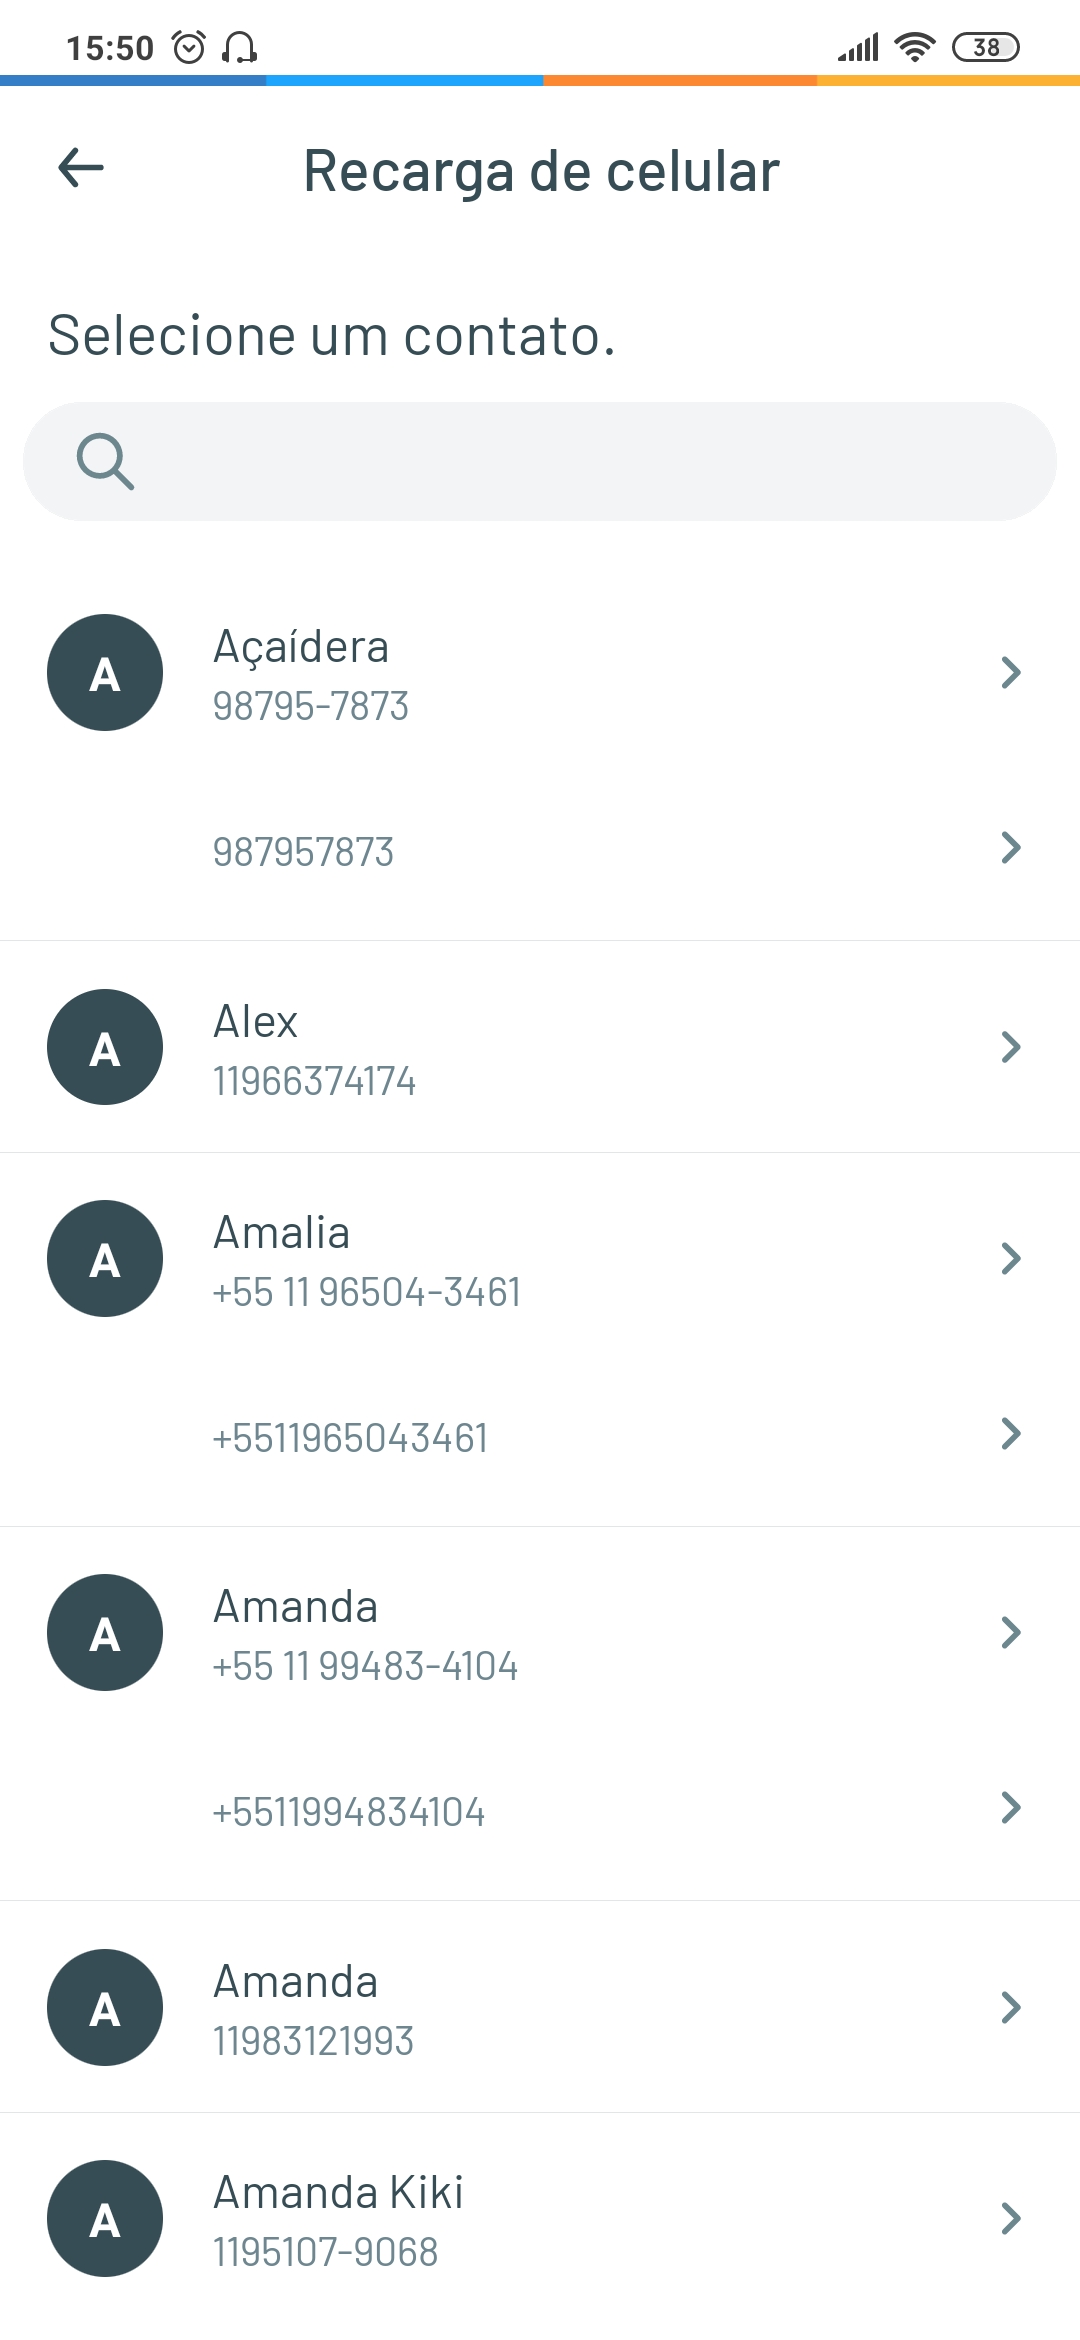 15:50
38
Recarga de celular
Selecione um contato.
A
Açaídera
98795-7873
987957873
A
Alex
11966374174
A
Amalia
+55 11 96504-3461
+5511965043461
A
Amanda
+55 11 99483-4104
+5511994834104
A
Amanda
11983121993
A
Amanda Kiki
1195107-9068